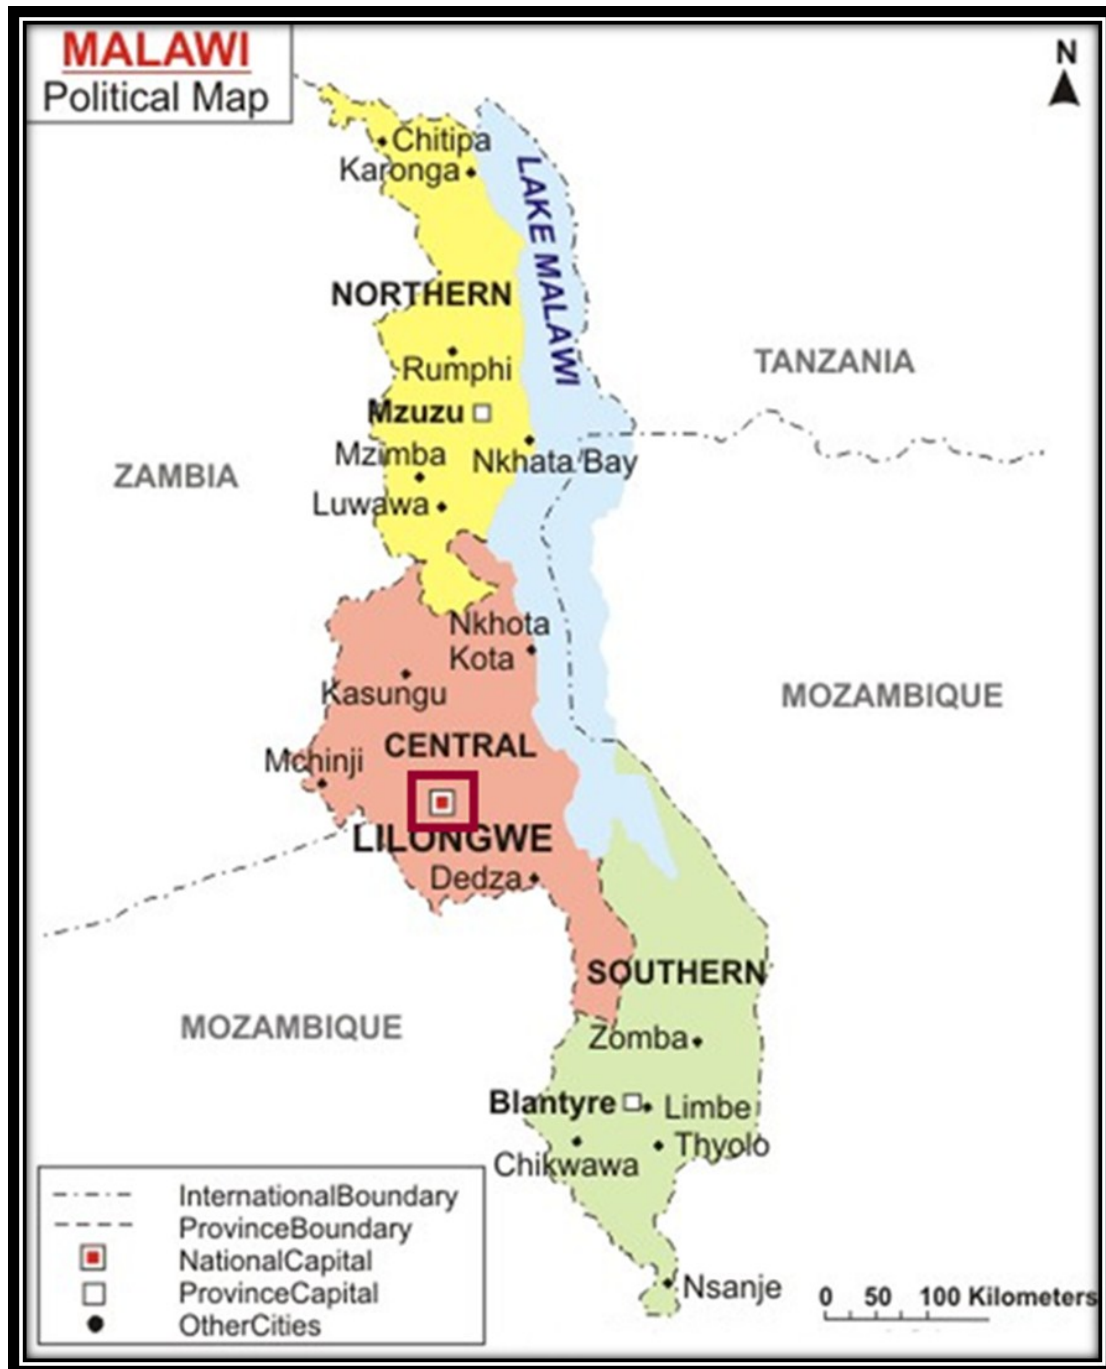 MALAWI
Political Map
N
Chitipa
Karonga
LAKE MALAWI
NORTHERN
TANZANIA
Rumphi
Mzuzu
Mzimba
Nkhata Bay
ZAMBIA
Luwawa
Nkhota
Kota
Kasungu
MOZAMBIQUE
CENTRAL
Mchinji
LILONGWE
Dedza
SOUTHERN
MOZAMBIQUE
Zomba
Blantyre
Limbe
Thyolo
Chikwawa
InternationalBoundary
ProvinceBoundary
NationalCapital
ProvinceCapital
OtherCities
Nsanje
0 50 100 Kilometers